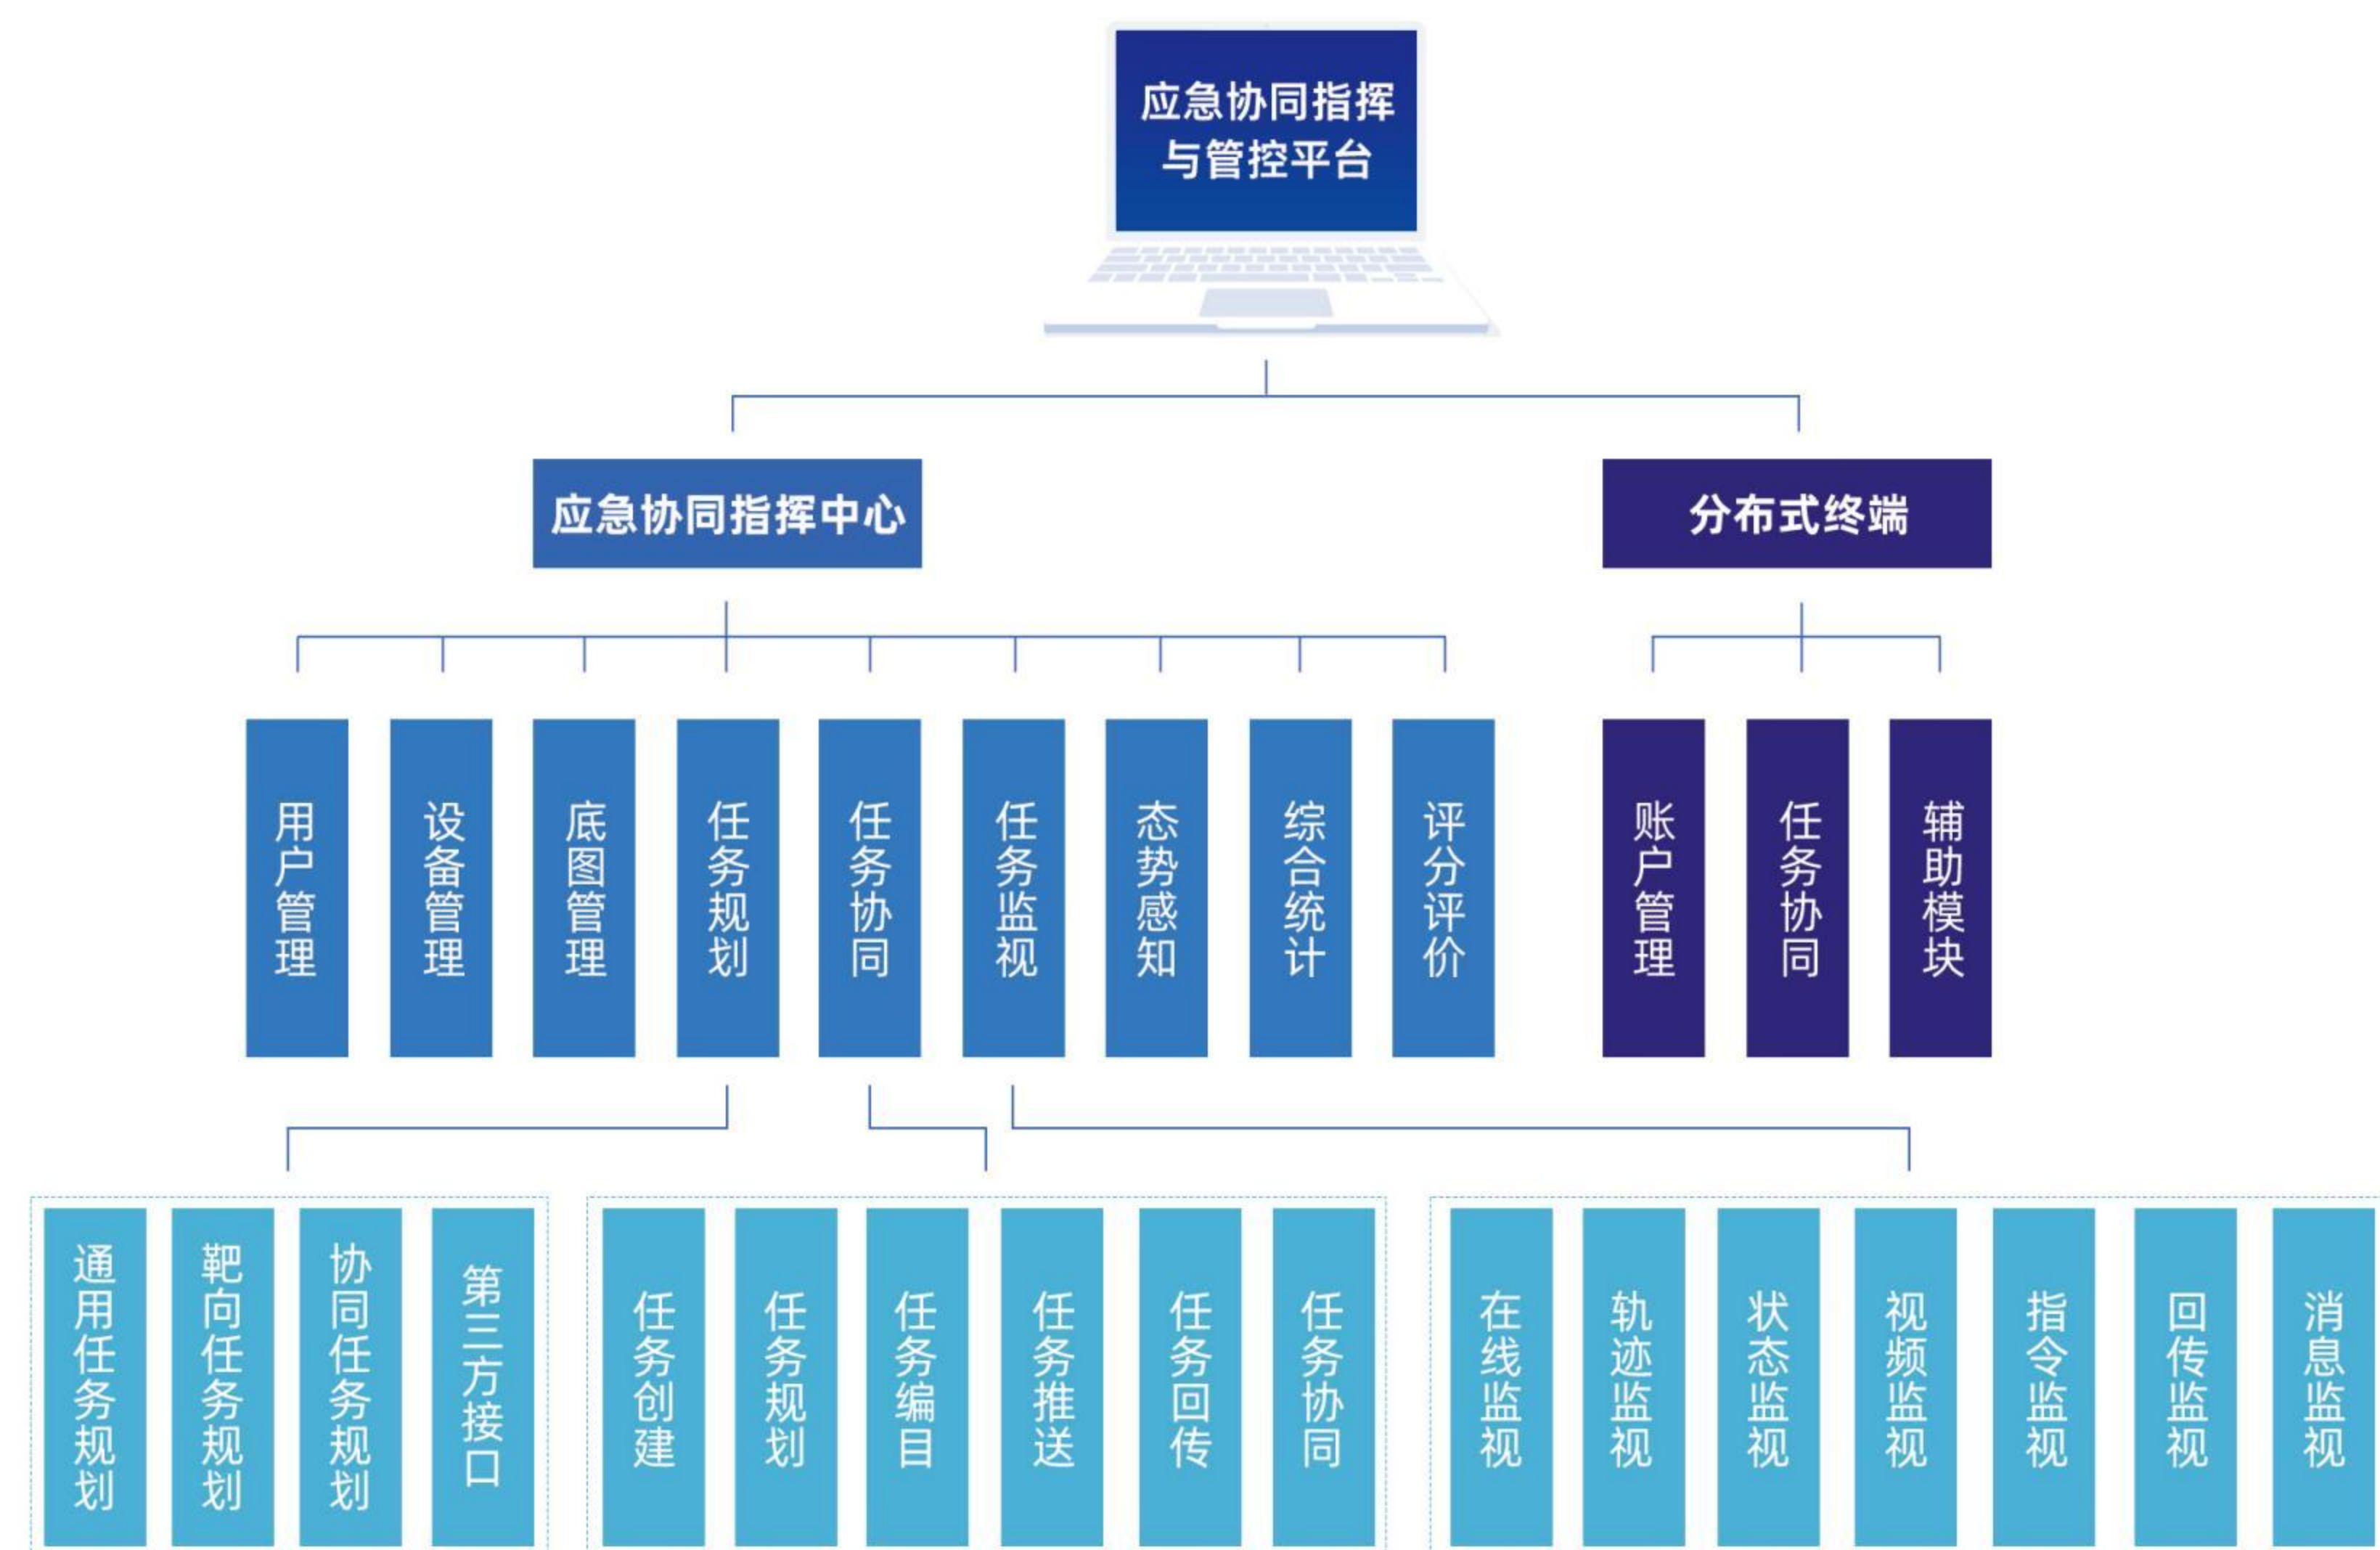 应急协同指挥
与管控平台
应急协同指挥中心
分布式终端
用户管理
设备管理
底图管理
任务规划
任务协同
任务监视
态势感知
综合统计
评分评价
账户管理
任务协同
辅助模块
通用任务规划
靶向任务规划
协同任务规划
第三方接口
任务创建
任务规划
任务编目
任务推送
任务回传
任务协同
在线监视
轨迹监视
状态监视
视频监视
指令监视
回传监视
消息监视